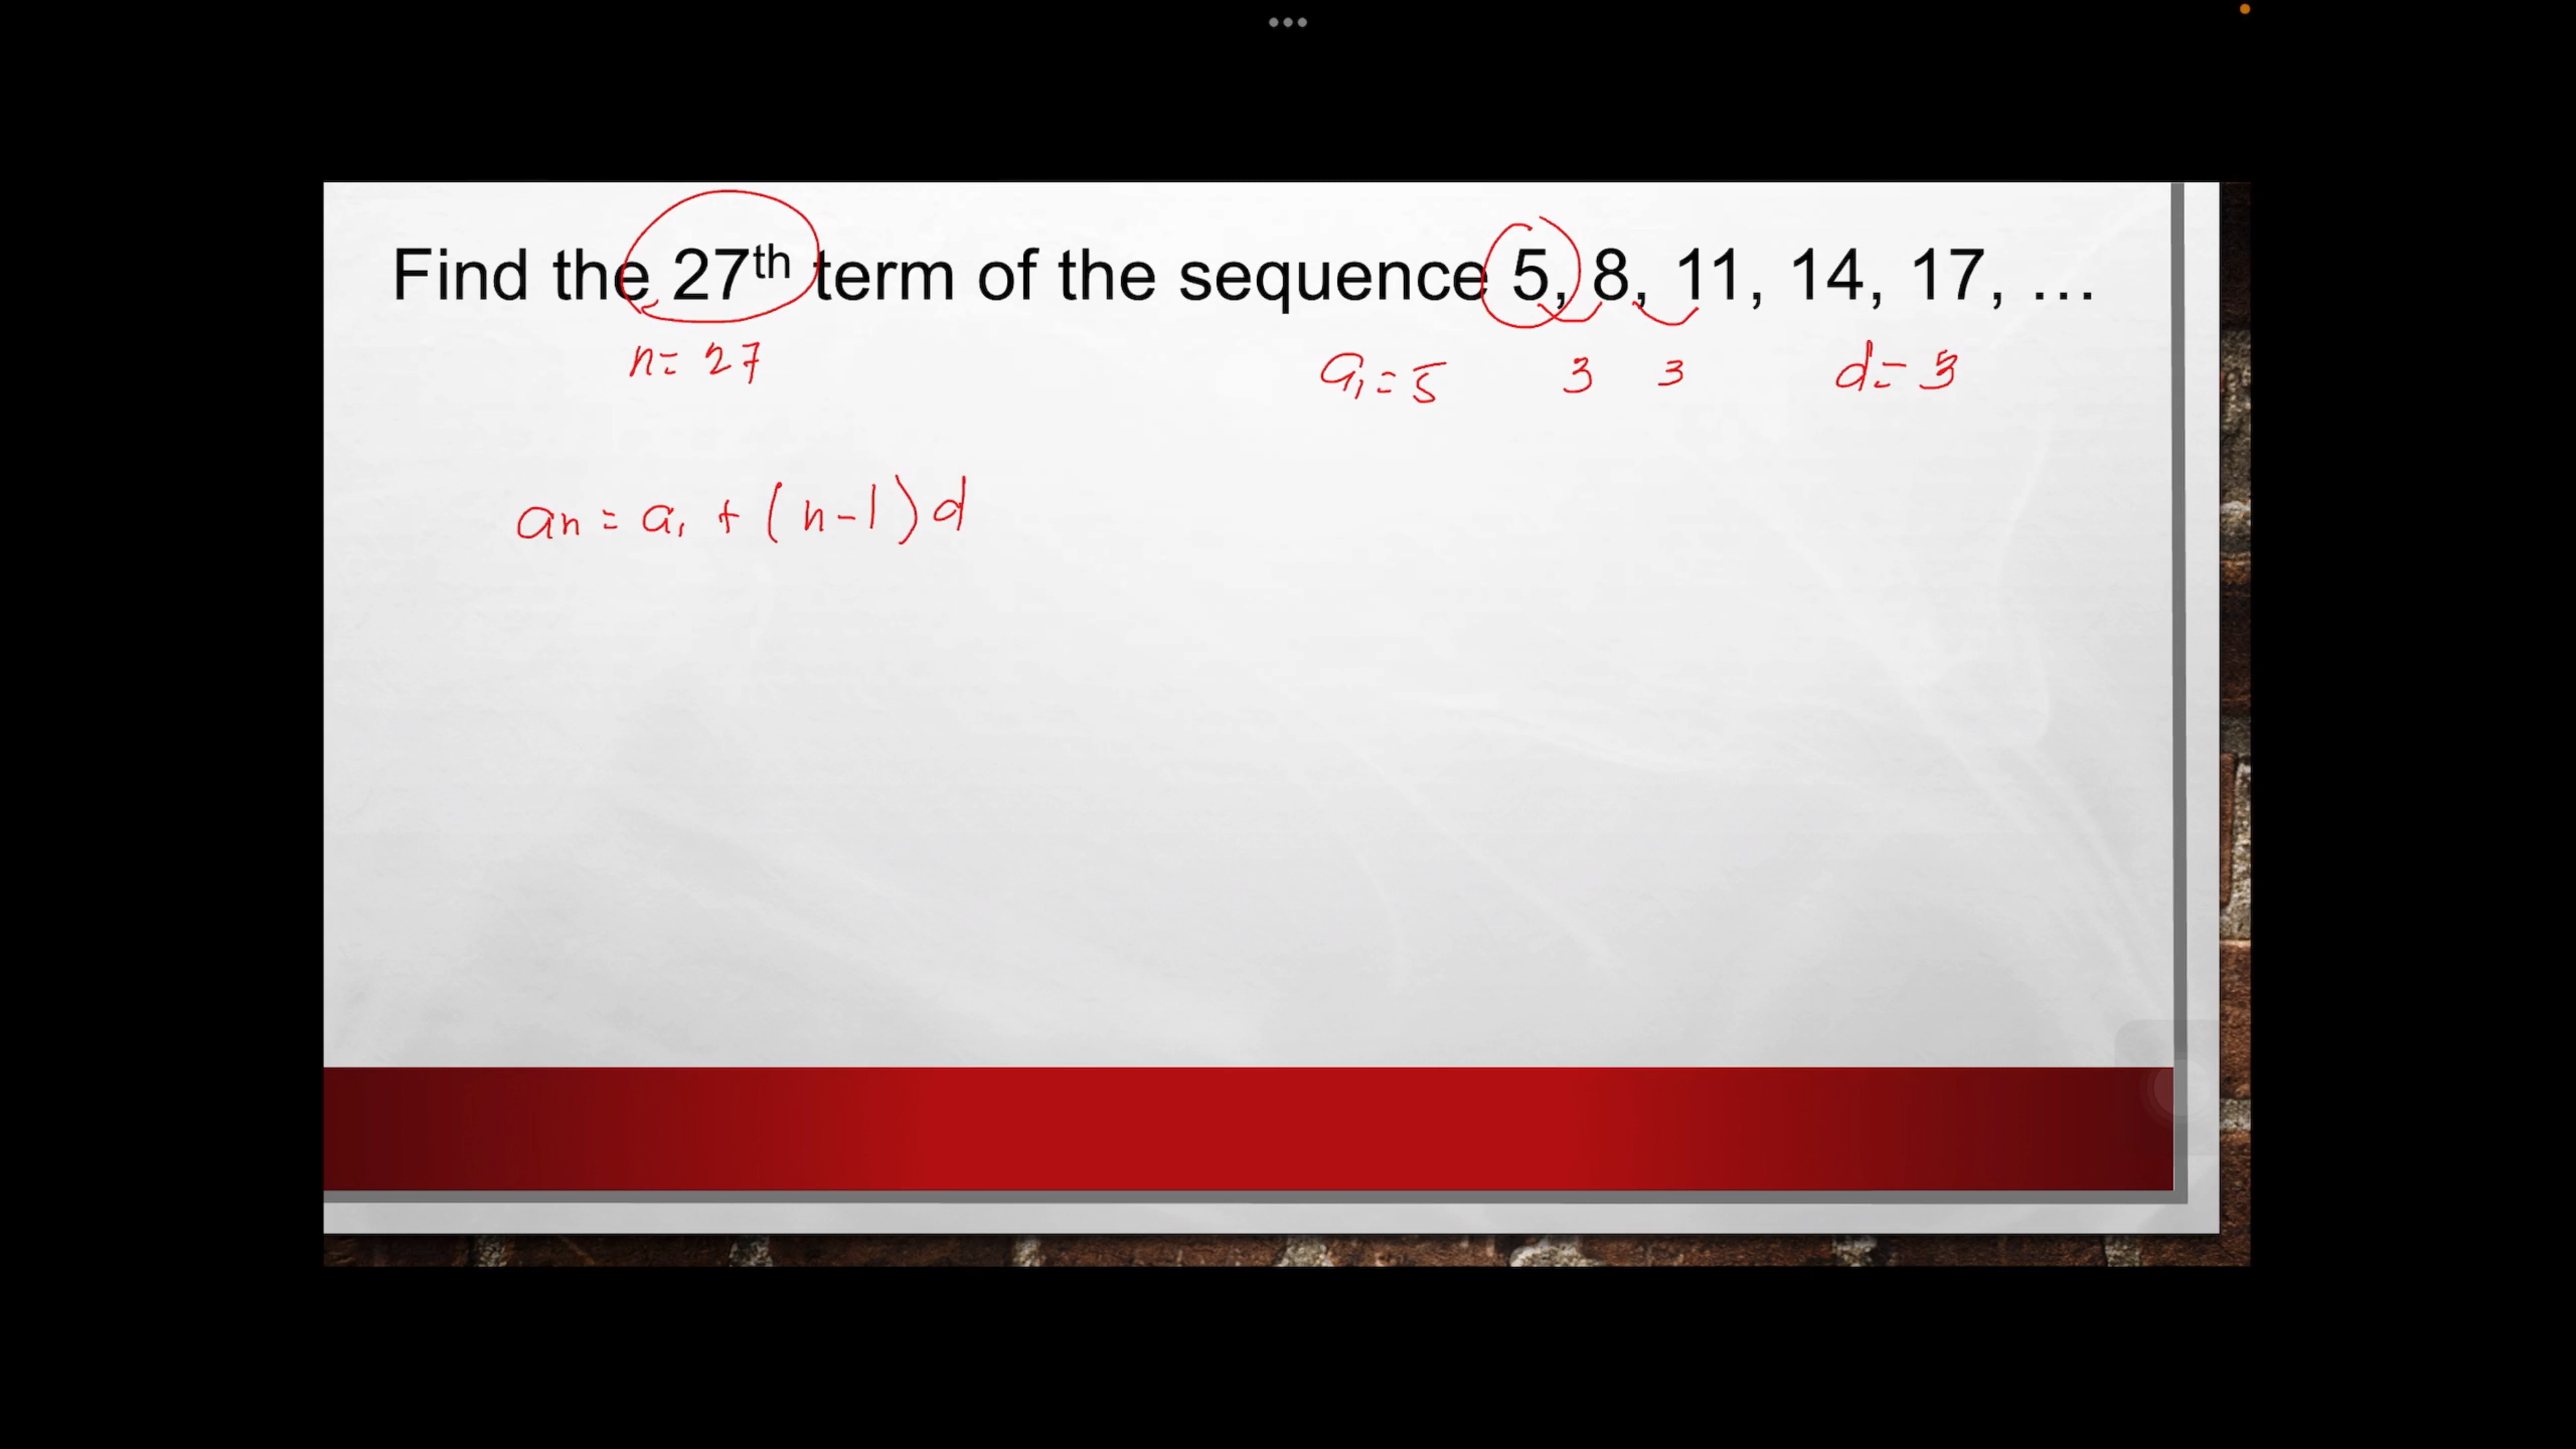 Find the 27th term of the sequence 5, 8, 11, 14, 17, …
n= 27 a₁=5 3 3 d= 3
an = a₁ + (n-1)d